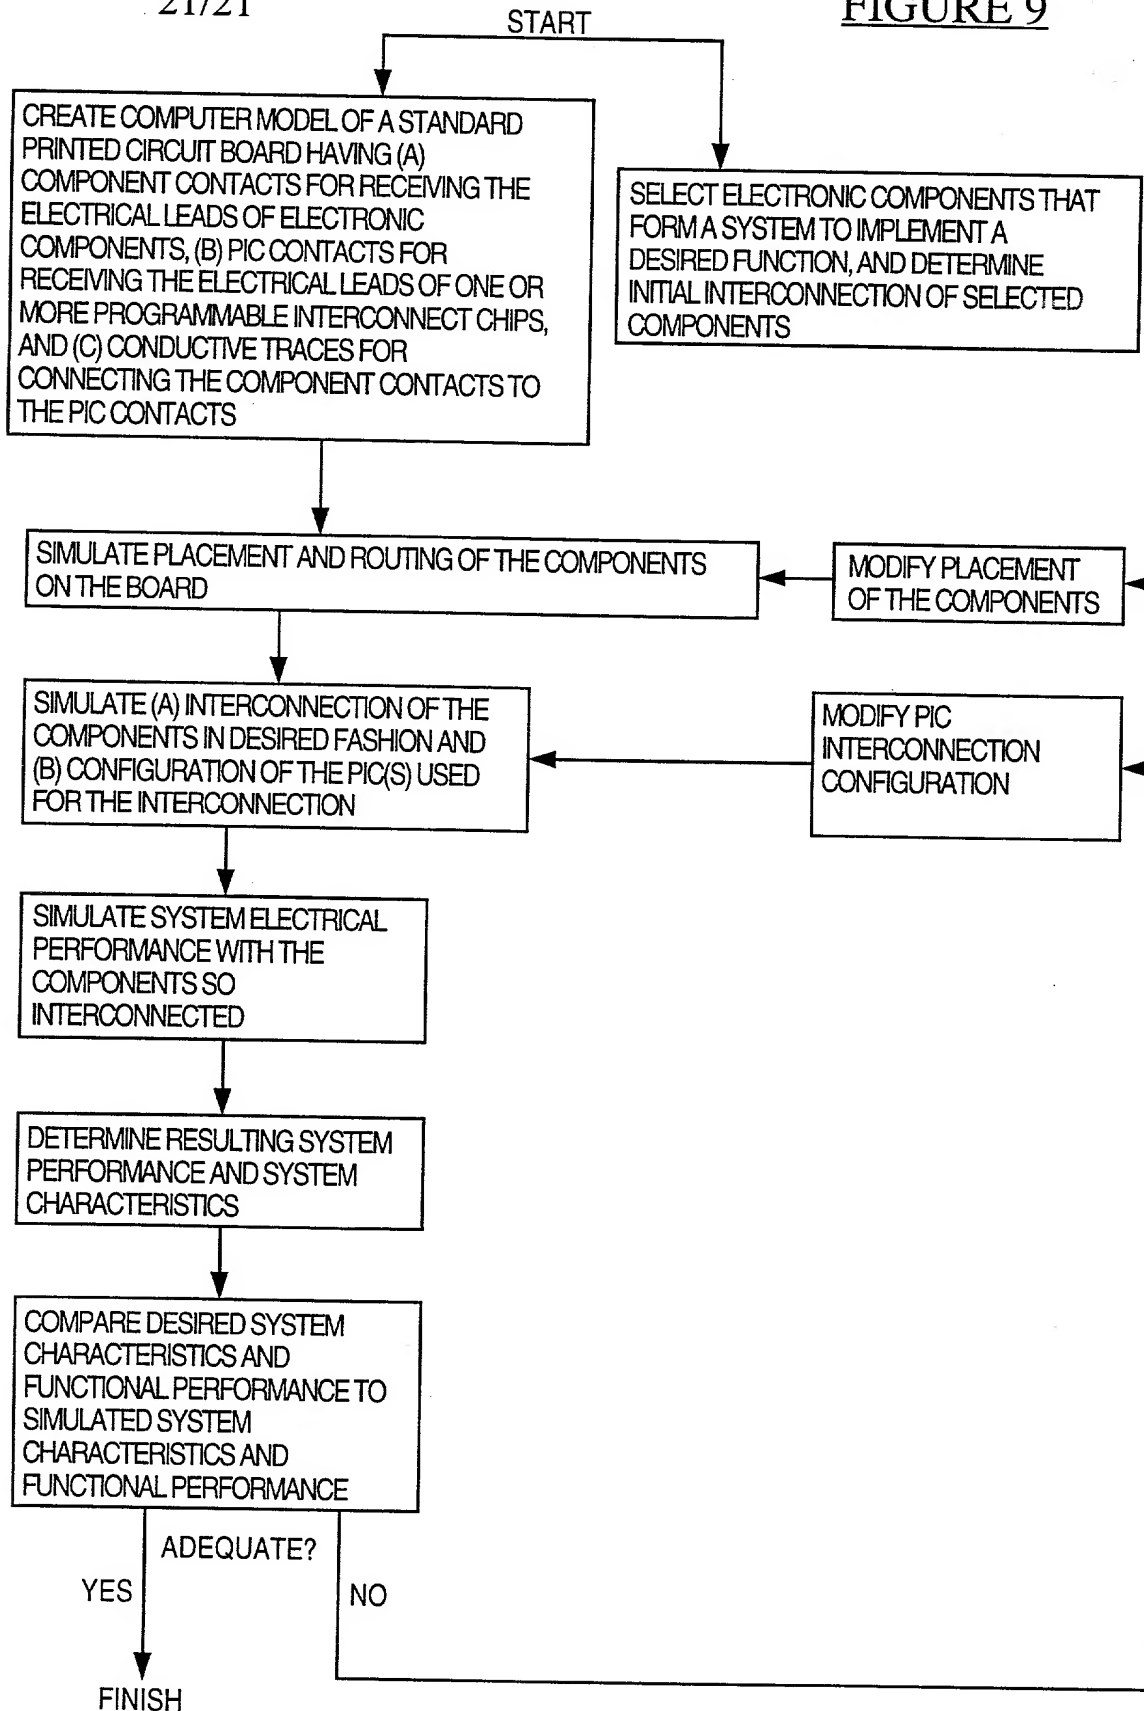 21/21
FIGURE 9
START
CREATE COMPUTER MODEL OF A STANDARD
PRINTED CIRCUIT BOARD HAVING (A)
COMPONENT CONTACTS FOR RECEIVING THE
ELECTRICAL LEADS OF ELECTRONIC
COMPONENTS, (B) PIC CONTACTS FOR
RECEIVING THE ELECTRICAL LEADS OF ONE OR
MORE PROGRAMMABLE INTERCONNECT CHIPS,
AND (C) CONDUCTIVE TRACES FOR
CONNECTING THE COMPONENT CONTACTS TO
THE PIC CONTACTS
SELECT ELECTRONIC COMPONENTS THAT
FORM A SYSTEM TO IMPLEMENT A
DESIRED FUNCTION, AND DETERMINE
INITIAL INTERCONNECTION OF SELECTED
COMPONENTS
SIMULATE PLACEMENT AND ROUTING OF THE COMPONENTS
ON THE BOARD
MODIFY PLACEMENT
OF THE COMPONENTS
SIMULATE (A) INTERCONNECTION OF THE
COMPONENTS IN DESIRED FASHION AND
(B) CONFIGURATION OF THE PIC(S) USED
FOR THE INTERCONNECTION
MODIFY PIC
INTERCONNECTION
CONFIGURATION
SIMULATE SYSTEM ELECTRICAL
PERFORMANCE WITH THE
COMPONENTS SO
INTERCONNECTED
DETERMINE RESULTING SYSTEM
PERFORMANCE AND SYSTEM
CHARACTERISTICS
COMPARE DESIRED SYSTEM
CHARACTERISTICS AND
FUNCTIONAL PERFORMANCE TO
SIMULATED SYSTEM
CHARACTERISTICS AND
FUNCTIONAL PERFORMANCE
ADEQUATE?
YES
NO
FINISH